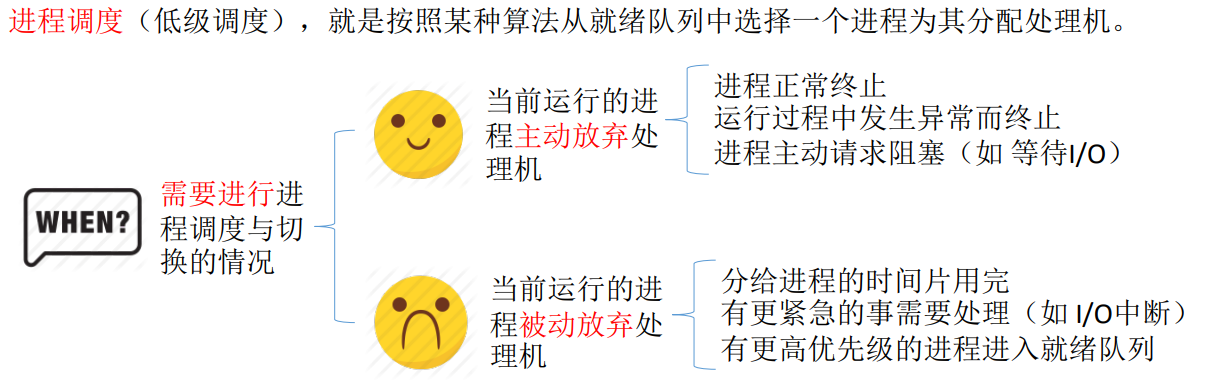 进程调度（低级调度），就是按照某种算法从就绪队列中选择一个进程为其分配处理机。
WHEN?
需要进行进
程调度与切
换的情况
当前运行的进
程主动放弃处
理机
进程正常终止
运行过程中发生异常而终止
进程主动请求阻塞（如 等待I/O）
当前运行的进
程被动放弃处
理机
分给进程的时间片用完
有更紧急的事需要处理（如 I/O中断）
有更高优先级的进程进入就绪队列